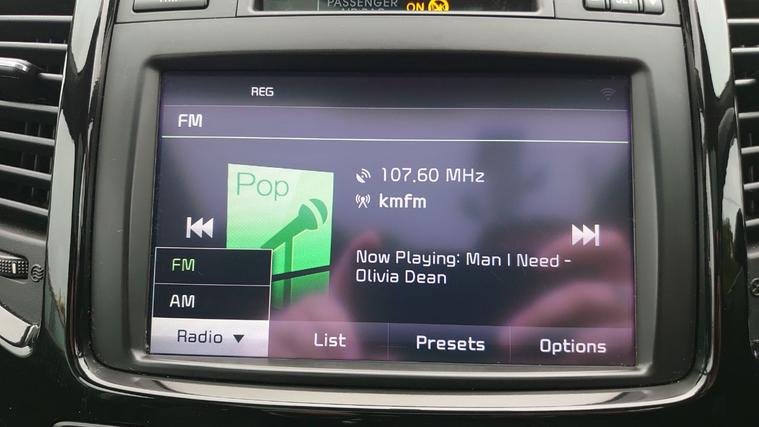 PASSENGER
ON
REG
FM
Pop
107.60 MHz
kmfm
Now Playing: Man I Need -
Olivia Dean
FM
AM
Radio
List
Presets
Options